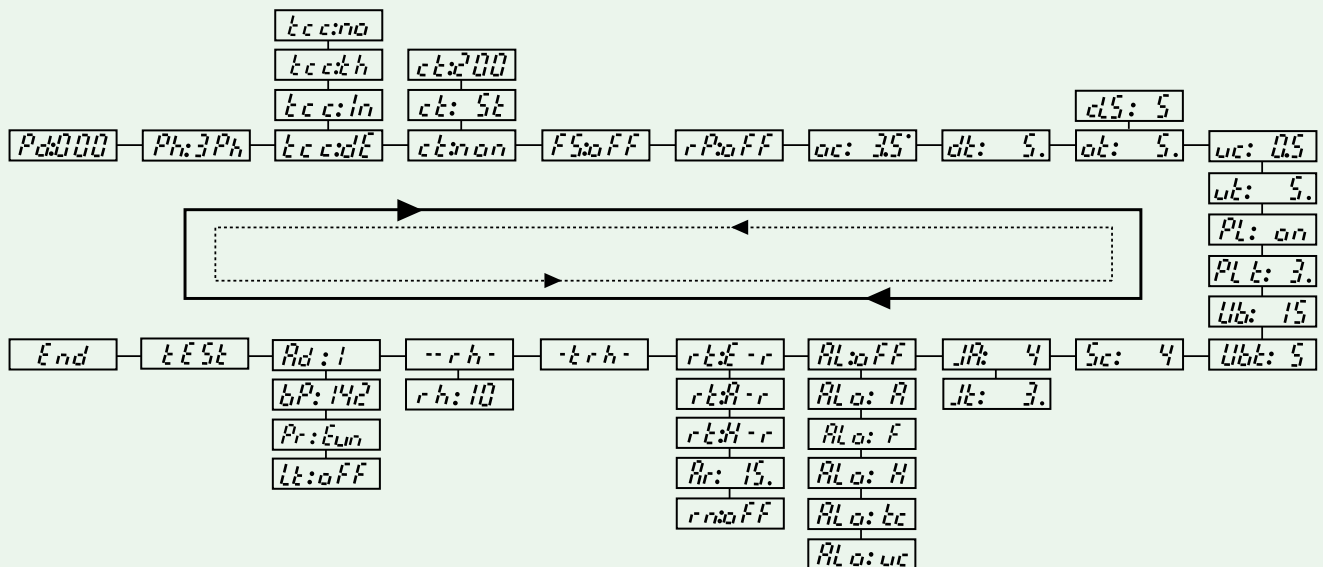 tcc:no
tcc:th
ct:200
tcc:In
ct: St
cLS: 5
Pd:000
Ph:3Ph
tcc:dE
ct:non
FS:oFF
rP:oFF
oc: 3.5
dt: 5.
ot: 5.
uc: 0.5
ut: 5.
PL: on
PLt: 3.
Ub: 15
End
tESt
Ad:1
--rh-
-trh-
rt:E-r
AL:oFF
JA: 4
Sc: 4
Ubt: 5
bP:
rh:10
rt:A-r
ALo: A
Jt: 3.
Pr:Eun
rt:H-r
ALo: F
Lt:oFF
Ar: 15.
ALo: H
rn:oFF
ALo: tc
ALo: uc